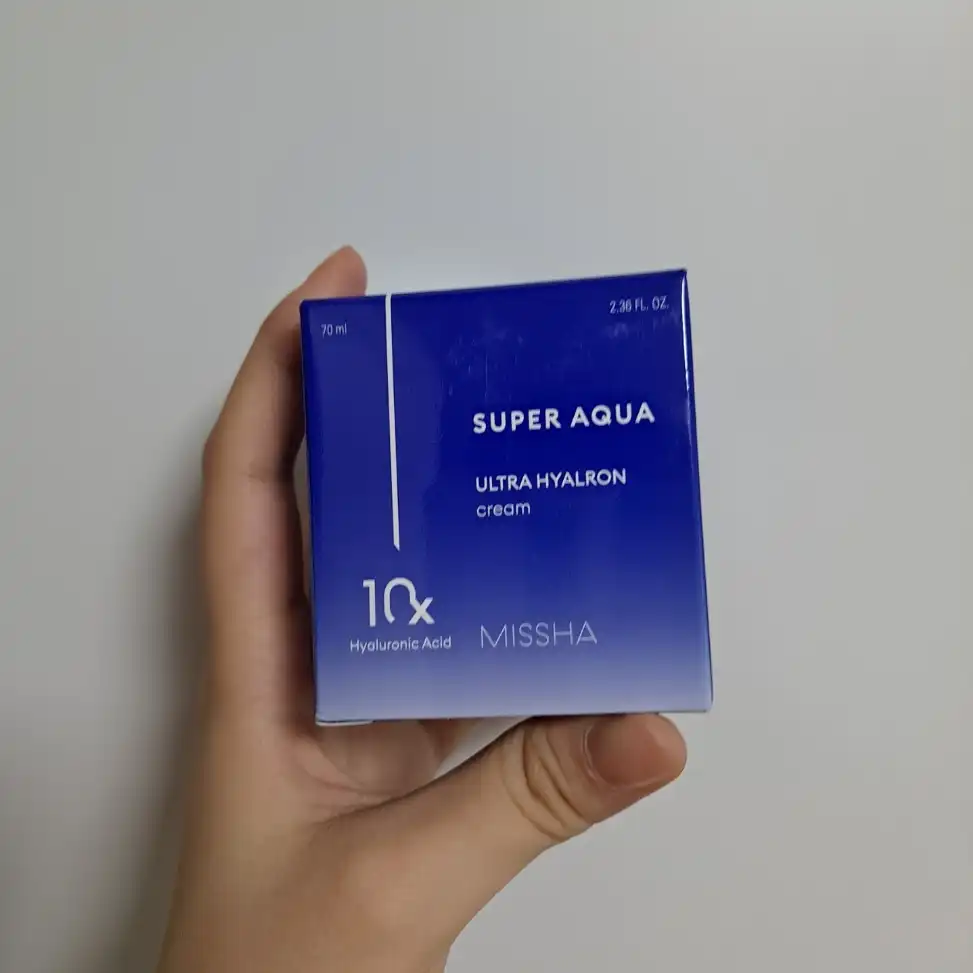 70 ml
2.36 FL. OZ.
SUPER AQUA
ULTRA HYALRON
cream
10x
Hyaluronic Acid
MISSHA